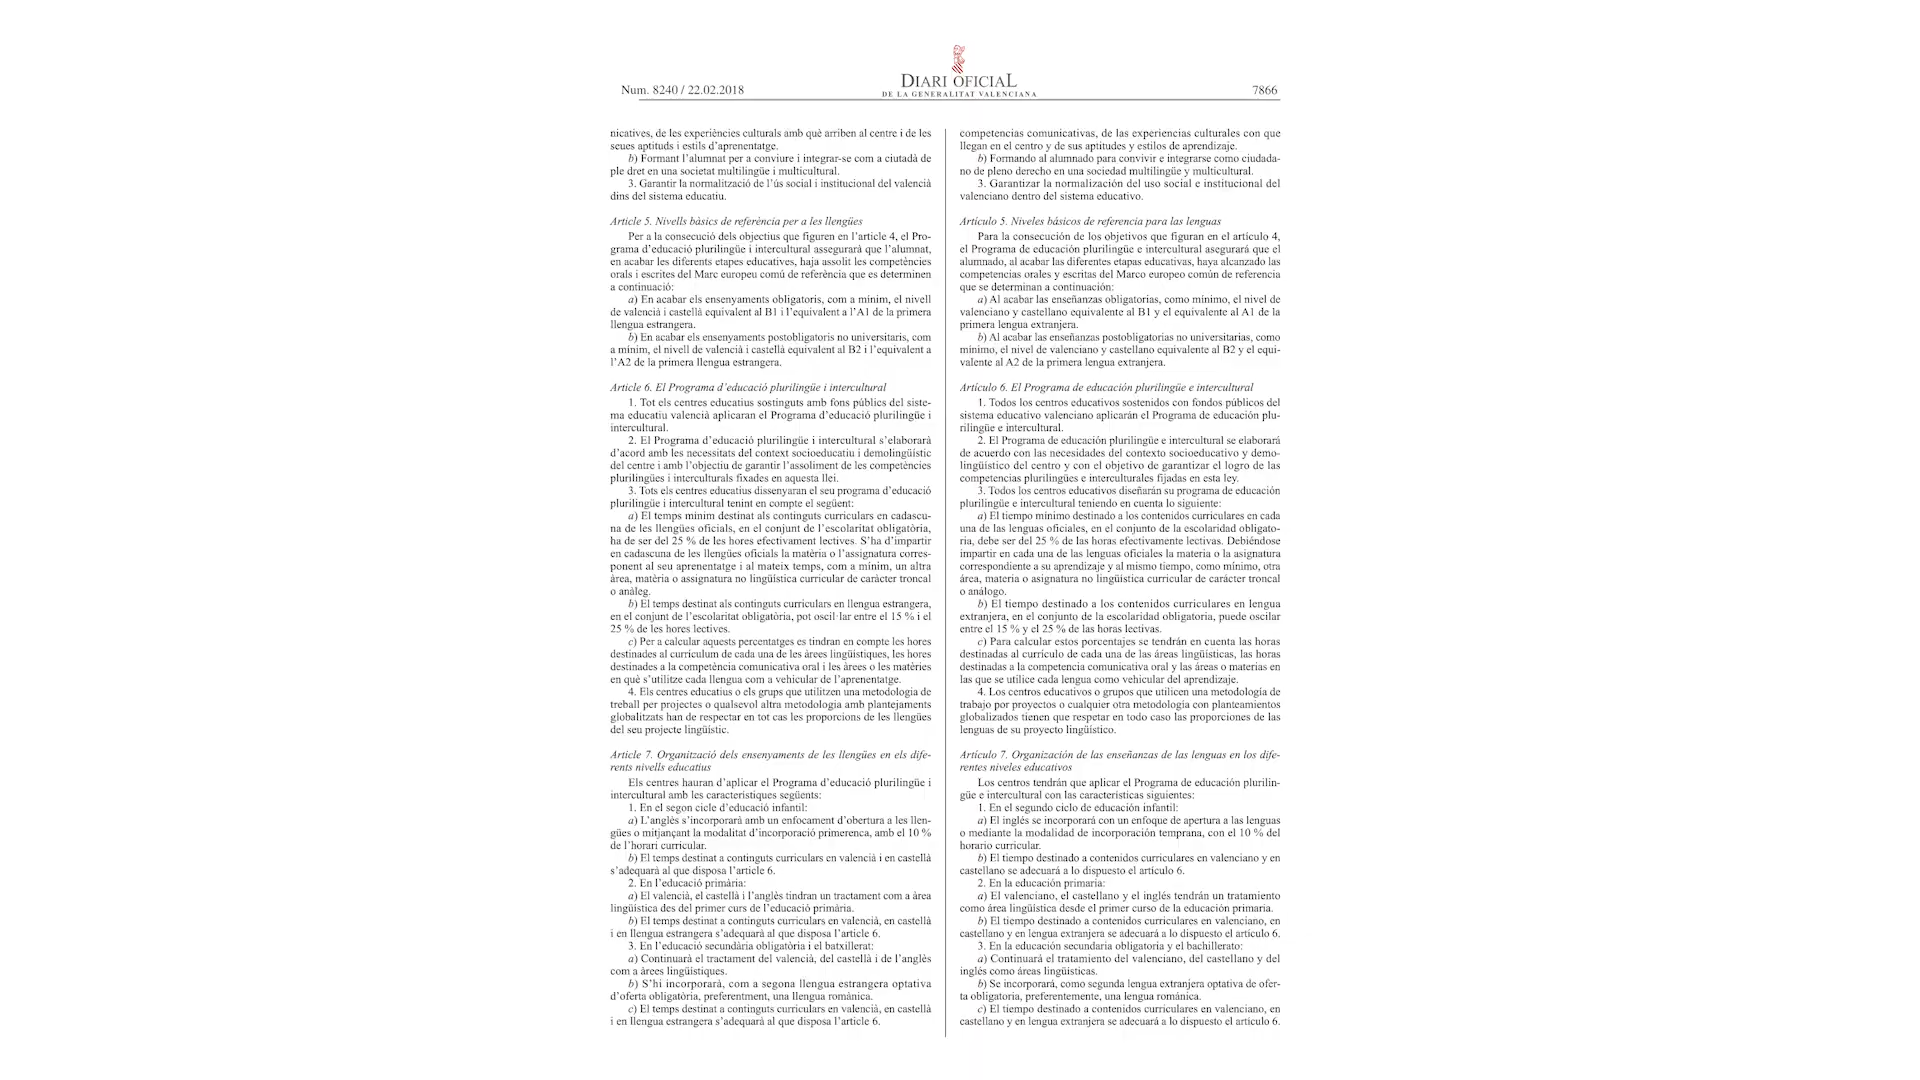 Num. 8240 / 22.02.2018
DIARI OFICIAL
DE LA GENERALITAT VALENCIANA
7866
nicatives, de les experiències culturals amb què arriben al centre i de les
seues aptituds i estils d'aprenentatge.
b) Formant l'alumnat per a conviure i integrar-se com a ciutadà de
ple dret en una societat multilingüe i multicultural.
3. Garantir la normalització de l'ús social i institucional del valencià
dins del sistema educatiu.
Article 5. Nivells bàsics de referència per a les llengües
Per a la consecució dels objectius que figuren en l'article 4, el Pro-
grama d'educació plurilingüe i intercultural assegurarà que l'alumnat,
en acabar les diferents etapes educatives, haja assolit les competències
orals i escrites del Marc europeu comú de referència que es determinen
a continuació:
a) En acabar els ensenyaments obligatoris, com a mínim, el nivell
de valencià i castellà equivalent al B1 i l'equivalent a l'A1 de la primera
llengua estrangera.
b) En acabar els ensenyaments postobligatoris no universitaris, com
a mínim, el nivell de valencià i castellà equivalent al B2 i l'equivalent a
l'A2 de la primera llengua estrangera.
Article 6. El Programa d'educació plurilingüe i intercultural
1. Tot els centres educatius sostinguts amb fons públics del siste-
ma educatiu valencià aplicaran el Programa d'educació plurilingüe i
intercultural.
2. El Programa d'educació plurilingüe i intercultural s'elaborarà
d'acord amb les necessitats del context socioeducatiu i demolingüístic
del centre i amb l'objectiu de garantir l'assoliment de les competències
plurilingües i interculturals fixades en aquesta llei.
3. Tots els centres educatius dissenyaran el seu programa d'educació
plurilingüe i intercultural tenint en compte el següent:
a) El temps mínim destinat als continguts curriculars en cadascu-
na de les llengües oficials, en el conjunt de l'escolaritat obligatòria,
ha de ser del 25 % de les hores efectivament lectives. S'ha d'impartir
en cadascuna de les llengües oficials la matèria o l'assignatura corres-
ponent al seu aprenentatge i al mateix temps, com a mínim, un altra
àrea, matèria o assignatura no lingüística curricular de caràcter troncal
o anàleg.
b) El temps destinat als continguts curriculars en llengua estrangera,
en el conjunt de l'escolaritat obligatòria, pot oscil·lar entre el 15 % i el
25 % de les hores lectives.
c) Per a calcular aquests percentatges es tindran en compte les hores
destinades al currículum de cada una de les àrees lingüístiques, les hores
destinades a la competència comunicativa oral i les àrees o les matèries
en què s'utilitze cada llengua com a vehicular de l'aprenentatge.
4. Els centres educatius o els grups que utilitzen una metodologia de
treball per projectes o qualsevol altra metodologia amb plantejaments
globalitzats han de respectar en tot cas les proporcions de les llengües
del seu projecte lingüístic.
Article 7. Organització dels ensenyaments de les llengües en els dife-
rents nivells educatius
Els centres hauran d'aplicar el Programa d'educació plurilingüe i
intercultural amb les característiques següents:
1. En el segon cicle d'educació infantil:
a) L'anglès s'incorporarà amb un enfocament d'obertura a les llen-
gües o mitjançant la modalitat d'incorporació primerenca, amb el 10 %
de l'horari curricular.
b) El temps destinat a continguts curriculars en valencià i en castellà
s'adequarà al que disposa l'article 6.
2. En l'educació primària:
a) El valencià, el castellà i l'anglès tindran un tractament com a àrea
lingüística des del primer curs de l'educació primària.
b) El temps destinat a continguts curriculars en valencià, en castellà
i en llengua estrangera s'adequarà al que disposa l'article 6.
3. En l'educació secundària obligatòria i el batxillerat:
a) Continuarà el tractament del valencià, del castellà i de l'anglès
com a àrees lingüístiques.
b) S'hi incorporarà, com a segona llengua estrangera optativa
d'oferta obligatòria, preferentment, una llengua romànica.
c) El temps destinat a continguts curriculars en valencià, en castellà
i en llengua estrangera s'adequarà al que disposa l'article 6.
competencias comunicativas, de las experiencias culturales con que
llegan en el centro y de sus aptitudes y estilos de aprendizaje.
b) Formando al alumnado para convivir e integrarse como ciudada-
no de pleno derecho en una sociedad multilingüe y multicultural.
3. Garantizar la normalización del uso social e institucional del
valenciano dentro del sistema educativo.
Artículo 5. Niveles básicos de referencia para las lenguas
Para la consecución de los objetivos que figuran en el artículo 4,
el Programa de educación plurilingüe e intercultural asegurará que el
alumnado, al acabar las diferentes etapas educativas, haya alcanzado las
competencias orales y escritas del Marco europeo común de referencia
que se determinan a continuación:
a) Al acabar las enseñanzas obligatorias, como mínimo, el nivel de
valenciano y castellano equivalente al B1 y el equivalente al A1 de la
primera lengua extranjera.
b) Al acabar las enseñanzas postobligatorias no universitarias, como
mínimo, el nivel de valenciano y castellano equivalente al B2 y el equi-
valente al A2 de la primera lengua extranjera.
Artículo 6. El Programa de educación plurilingüe e intercultural
1. Todos los centros educativos sostenidos con fondos públicos del
sistema educativo valenciano aplicarán el Programa de educación plu-
rilingüe e intercultural.
2. El Programa de educación plurilingüe e intercultural se elaborará
de acuerdo con las necesidades del contexto socioeducativo y demo-
lingüístico del centro y con el objetivo de garantizar el logro de las
competencias plurilingües e interculturales fijadas en esta ley.
3. Todos los centros educativos diseñarán su programa de educación
plurilingüe e intercultural teniendo en cuenta lo siguiente:
a) El tiempo mínimo destinado a los contenidos curriculares en cada
una de las lenguas oficiales, en el conjunto de la escolaridad obligato-
ria, debe ser del 25 % de las horas efectivamente lectivas. Debiéndose
impartir en cada una de las lenguas oficiales la materia o la asignatura
correspondiente a su aprendizaje y al mismo tiempo, como mínimo, otra
área, materia o asignatura no lingüística curricular de carácter troncal
o análogo.
b) El tiempo destinado a los contenidos curriculares en lengua
extranjera, en el conjunto de la escolaridad obligatoria, puede oscilar
entre el 15 % y el 25 % de las horas lectivas.
c) Para calcular estos porcentajes se tendrán en cuenta las horas
destinadas al currículo de cada una de las áreas lingüísticas, las horas
destinadas a la competencia comunicativa oral y las áreas o materias en
las que se utilice cada lengua como vehicular del aprendizaje.
4. Los centros educativos o grupos que utilicen una metodología de
trabajo por proyectos o cualquier otra metodología con planteamientos
globalizados tienen que respetar en todo caso las proporciones de las
lenguas de su proyecto lingüístico.
Artículo 7. Organización de las enseñanzas de las lenguas en los dife-
rentes niveles educativos
Los centros tendrán que aplicar el Programa de educación plurilin-
güe e intercultural con las características siguientes:
1. En el segundo ciclo de educación infantil:
a) El inglés se incorporará con un enfoque de apertura a las lenguas
o mediante la modalidad de incorporación temprana, con el 10 % del
horario curricular.
b) El tiempo destinado a contenidos curriculares en valenciano y en
castellano se adecuará a lo dispuesto el artículo 6.
2. En la educación primaria:
a) El valenciano, el castellano y el inglés tendrán un tratamiento
como área lingüística desde el primer curso de la educación primaria.
b) El tiempo destinado a contenidos curriculares en valenciano, en
castellano y en lengua extranjera se adecuará a lo dispuesto el artículo 6.
3. En la educación secundaria obligatoria y el bachillerato:
a) Continuará el tratamiento del valenciano, del castellano y del
inglés como áreas lingüísticas.
b) Se incorporará, como segunda lengua extranjera optativa de ofer-
ta obligatoria, preferentemente, una lengua románica.
c) El tiempo destinado a contenidos curriculares en valenciano, en
castellano y en lengua extranjera se adecuará a lo dispuesto el artículo 6.